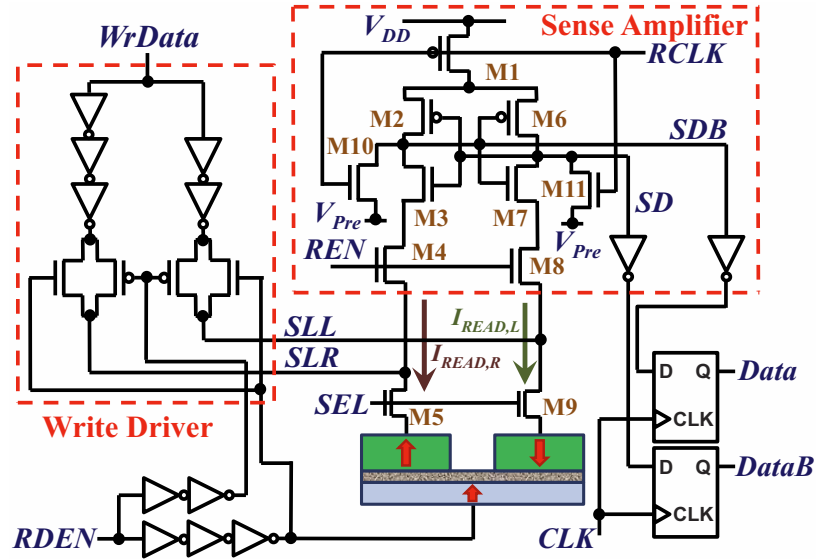 WrData
V_DD
Sense Amplifier
M1
RCLK
M2
M6
SDB
M10
M3
M7
M11
SD
V_Pre
V_Pre
REN
M4
M8
SLL
I_READ,L
SLR
I_READ,R
SEL
M5
M9
Write Driver
D Q
Data
CLK
D Q
DataB
CLK
RDEN
CLK